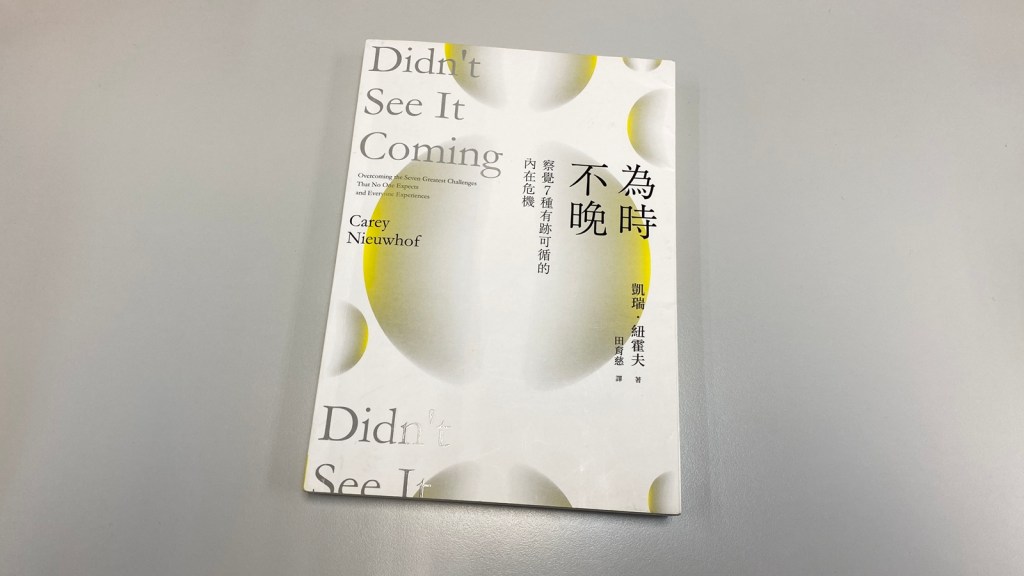 Didn't
See It
Coming
Overcoming the Seven Greatest Challenges
That No One Expects
and Everyone Experiences
Carey
Nieuwhof
為時
不晚
察覺7種有跡可循的
內在危機
凱瑞·紐霍夫 著
田育慈 譯
Didn't
See It